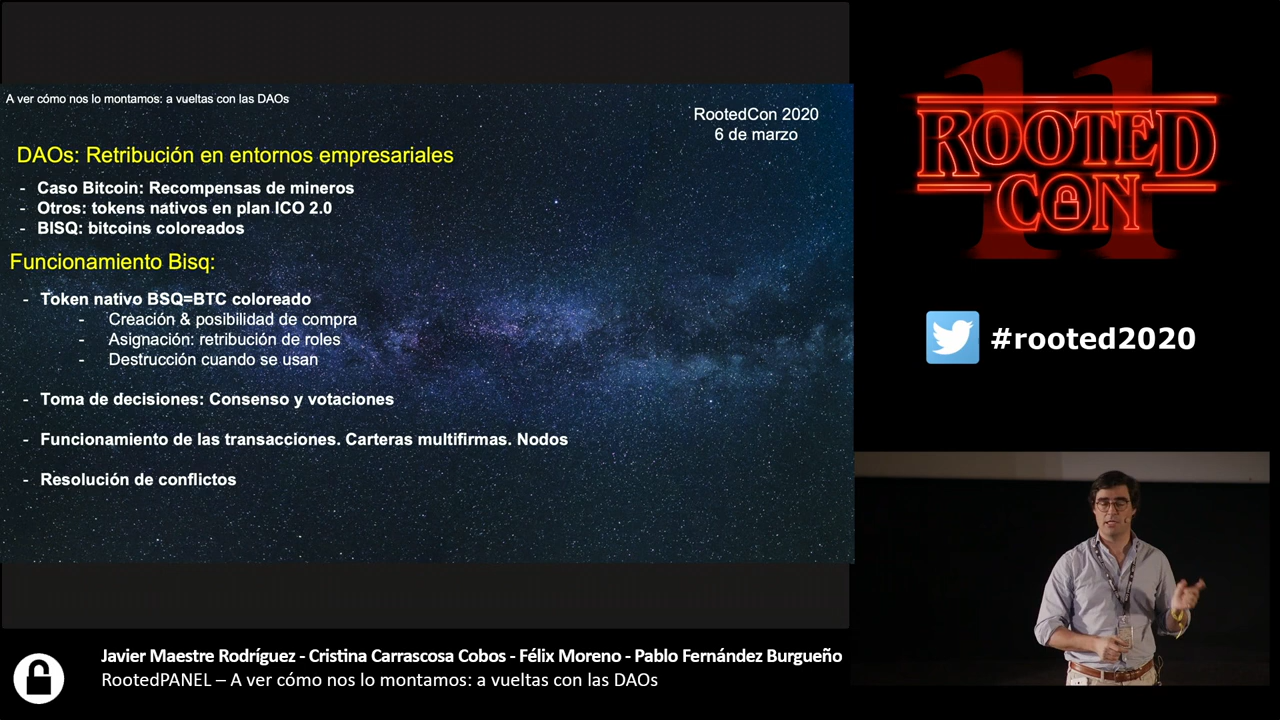 A ver cómo nos lo montamos: a vueltas con las DAOs
RootedCon 2020
6 de marzo
DAOs: Retribución en entornos empresariales
- Caso Bitcoin: Recompensas de mineros
- Otros: tokens nativos en plan ICO 2.0
- BISQ: bitcoins coloreados
Funcionamiento Bisq:
- Token nativo BSQ=BTC coloreado
- Creación & posibilidad de compra
- Asignación: retribución de roles
- Destrucción cuando se usan
- Toma de decisiones: Consenso y votaciones
- Funcionamiento de las transacciones. Carteras multifirmas. Nodos
- Resolución de conflictos
11
ROOTED
CON
#rooted2020
Javier Maestre Rodríguez - Cristina Carrascosa Cobos - Félix Moreno - Pablo Fernández Burgueño
RootedPANEL – A ver cómo nos lo montamos: a vueltas con las DAOs